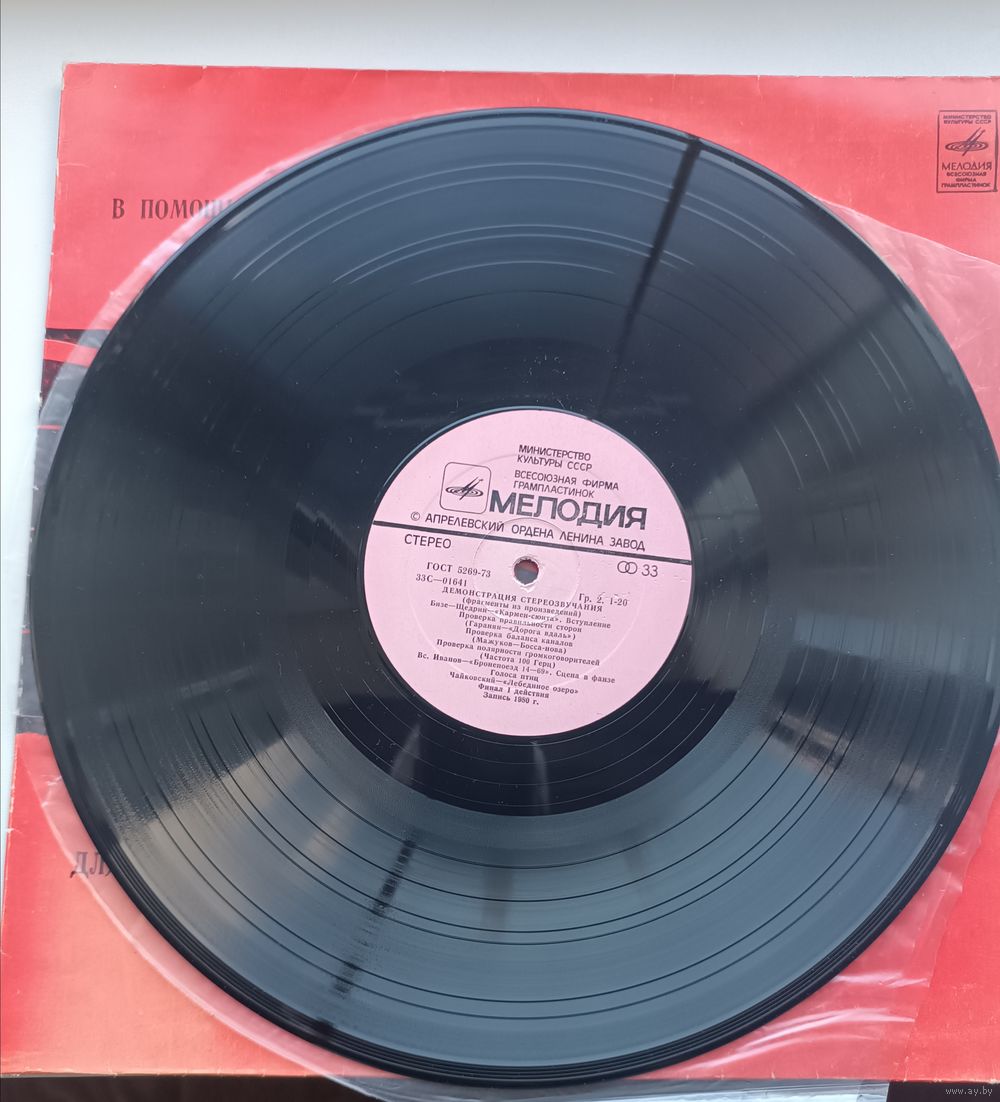 В ПОМОЩ
МИНИСТЕРСТВО
КУЛЬТУРЫ СССР
МЕЛОДИЯ
ВСЕСОЮЗНАЯ
ФИРМА
ГРАМПЛАСТИНОК
МИНИСТЕРСТВО
КУЛЬТУРЫ СССР
ВСЕСОЮЗНАЯ ФИРМА
ГРАМПЛАСТИНОК
МЕЛОДИЯ
© АПРЕЛЕВСКИЙ ОРДЕНА ЛЕНИНА ЗАВОД
СТЕРЕО
33
ГОСТ 5269-73
33С—01641
Гр. 2. 1-20
ДЕМОНСТРАЦИЯ СТЕРЕОЗВУЧАНИЯ
(фрагменты из произведений)
Бизе—Щедрин—«Кармен-сюита». Вступление
Проверка правильности сторон
(Гаранян—«Дорога вдаль»)
Проверка баланса каналов
(Мажуков—Босса-нова)
Проверка полярности громкоговорителей
(Частота 100 Герц)
Вс. Иванов—«Бронепоезд 14—69». Сцена в фанзе
Голоса птиц
Чайковский—«Лебединое озеро»
Финал 1 действия
Запись 1980 г.
ДЛ
www.ay.by